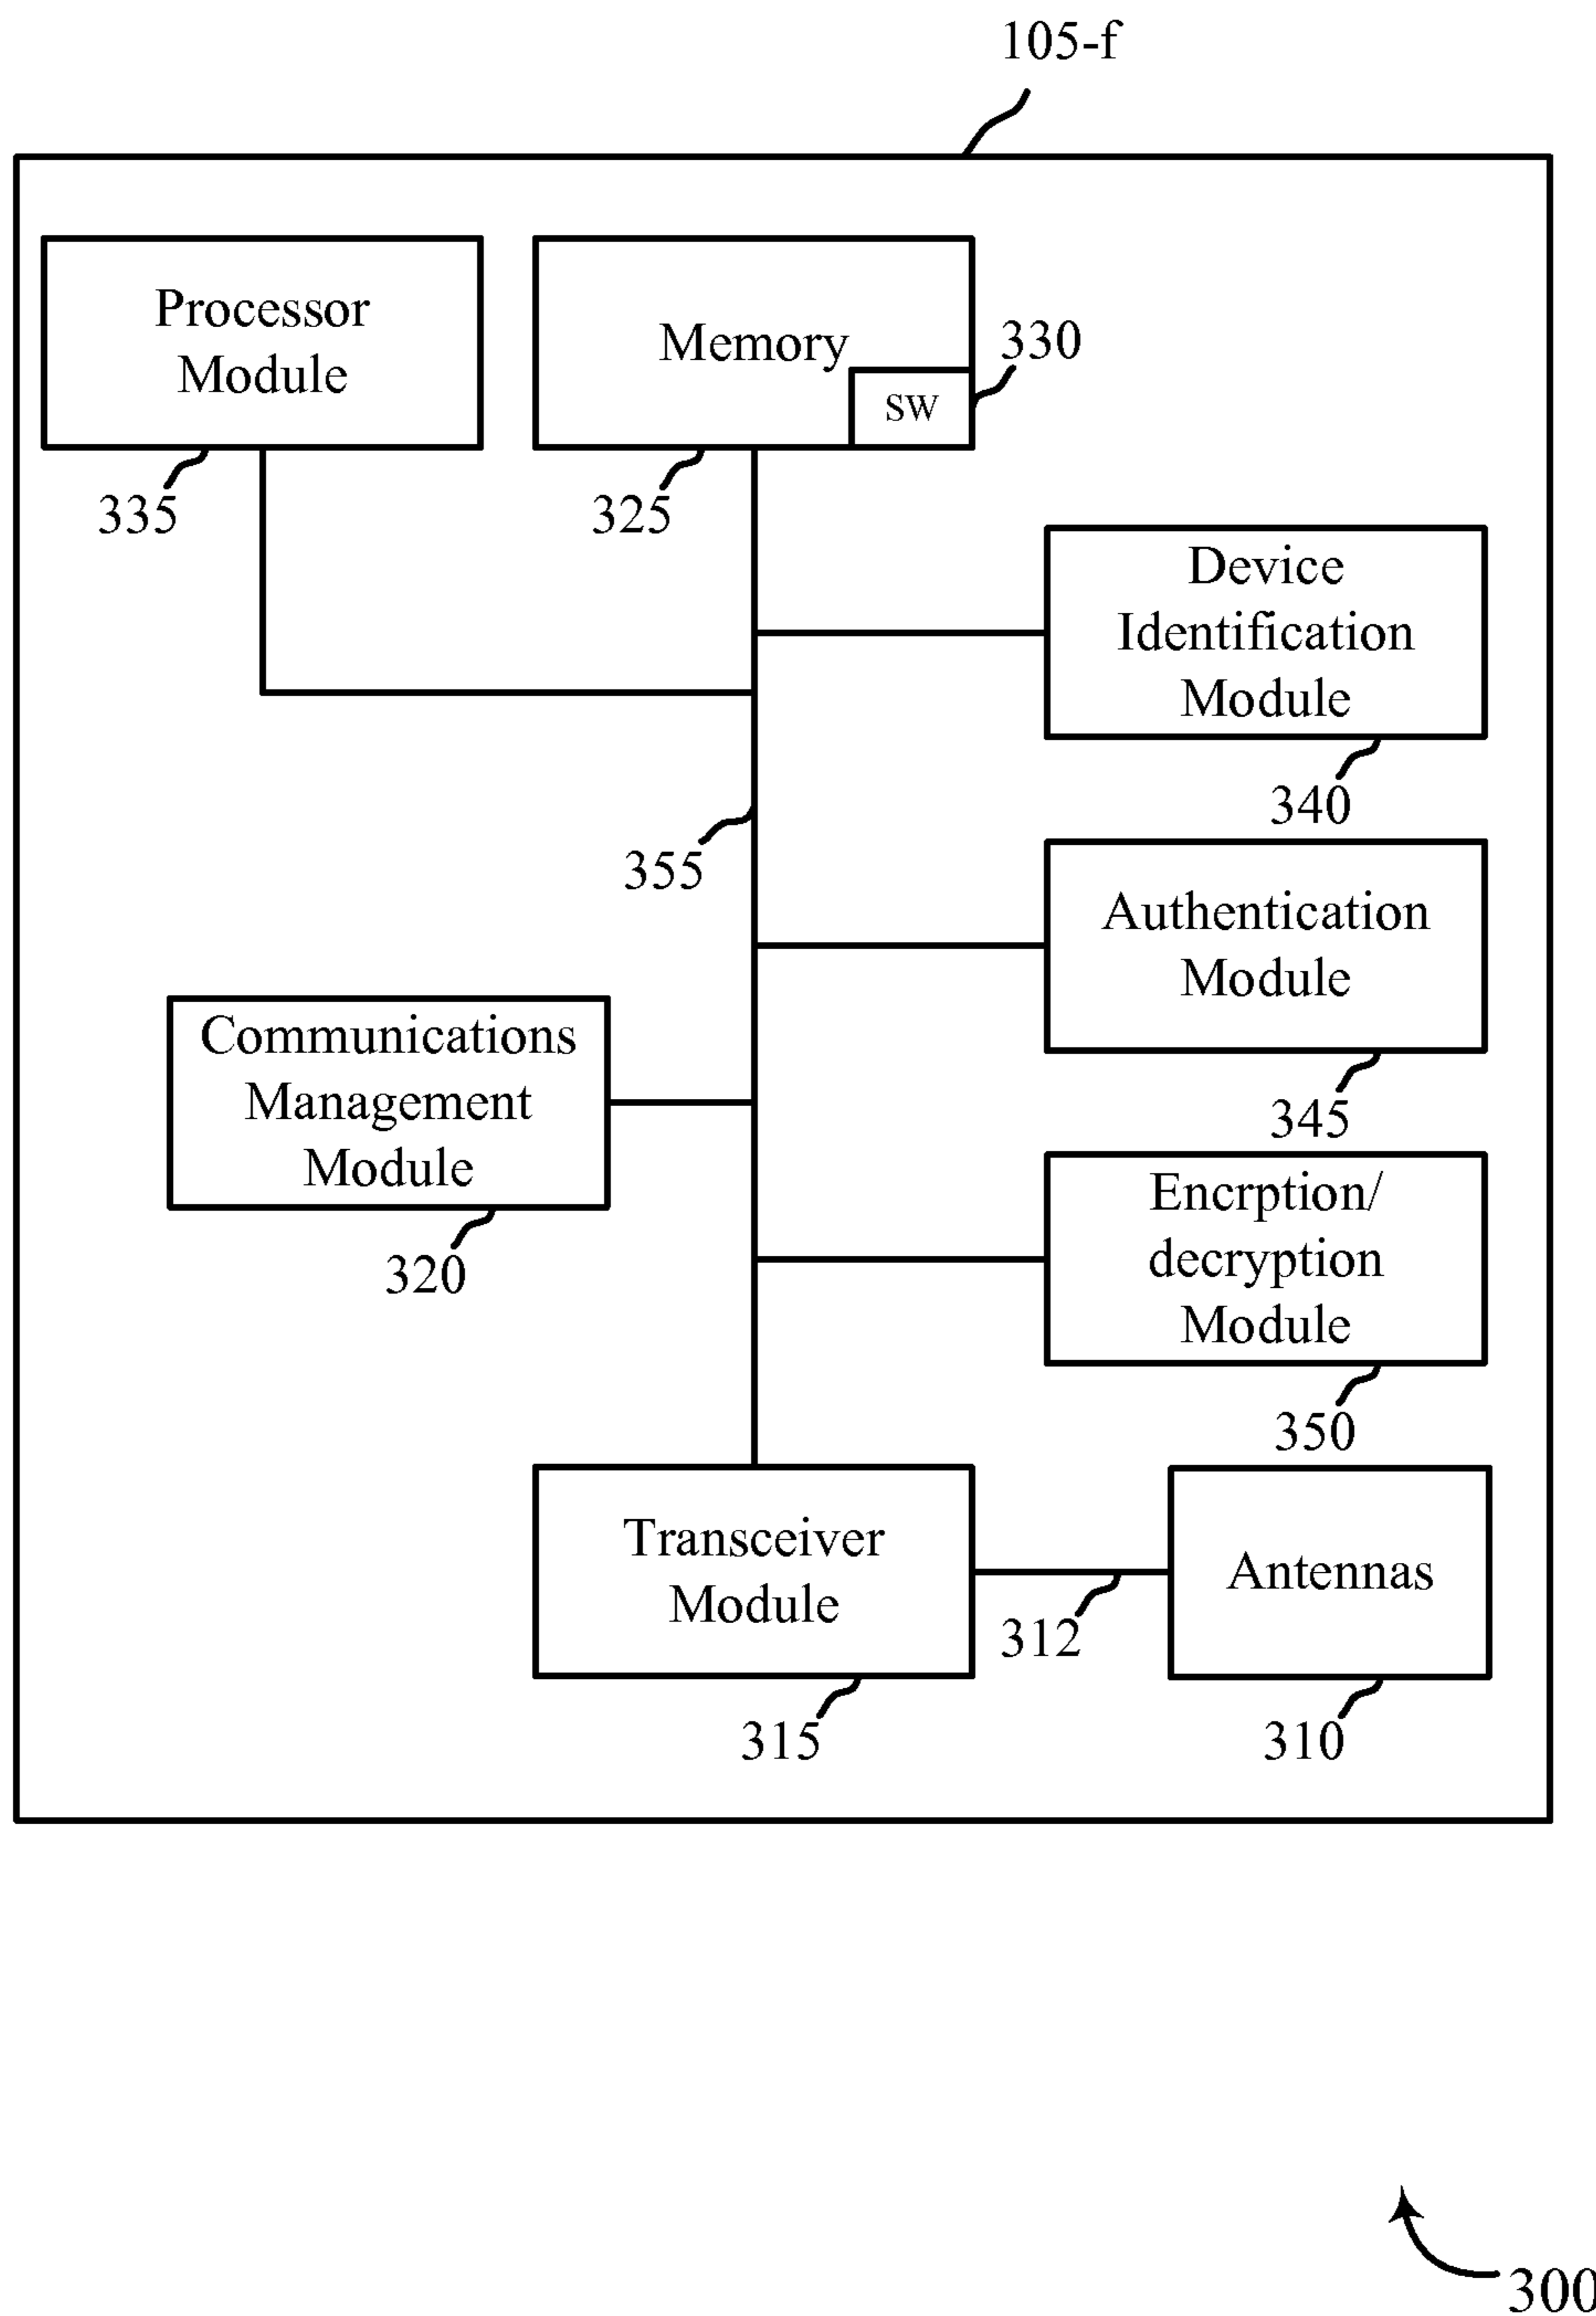 105-f
Processor
Module
335
Memory
SW
330
325
Device
Identification
Module
340
355
Authentication
Module
345
Communications
Management
Module
320
Encrption/
decryption
Module
350
Transceiver
Module
315
312
Antennas
310
300